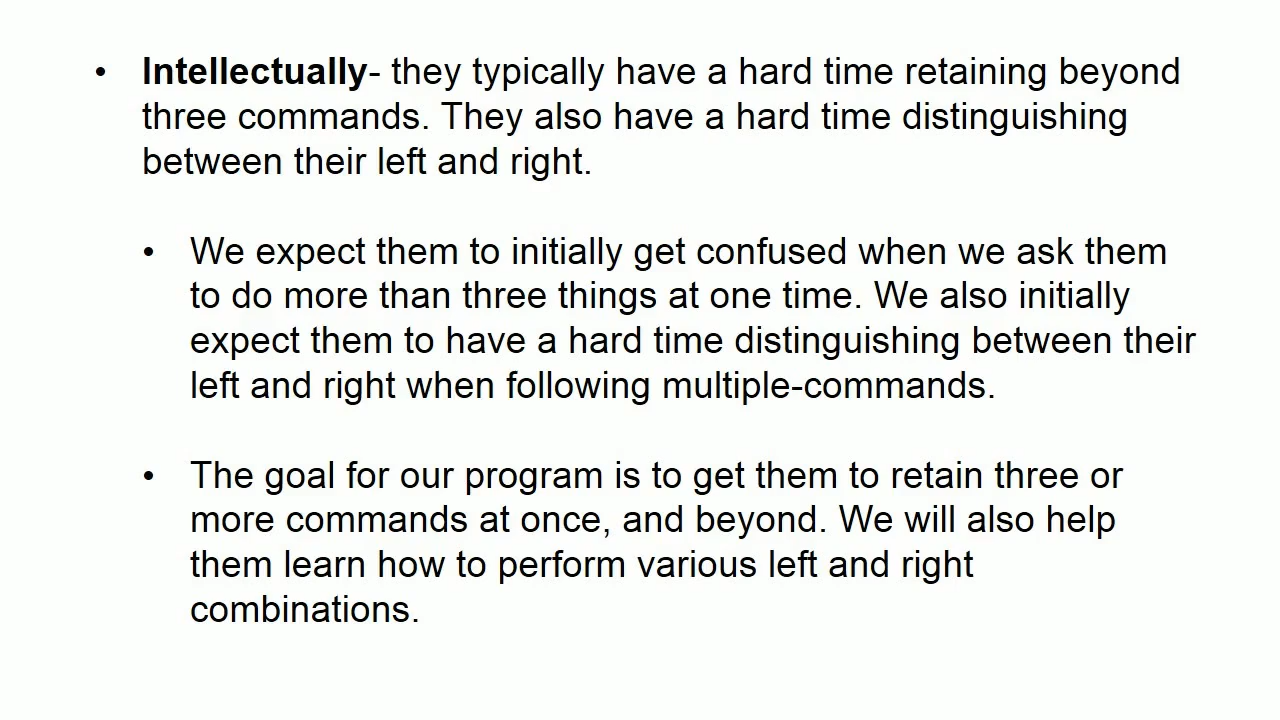 • Intellectually- they typically have a hard time retaining beyond
three commands. They also have a hard time distinguishing
between their left and right.
• We expect them to initially get confused when we ask them
to do more than three things at one time. We also initially
expect them to have a hard time distinguishing between their
left and right when following multiple-commands.
• The goal for our program is to get them to retain three or
more commands at once, and beyond. We will also help
them learn how to perform various left and right
combinations.